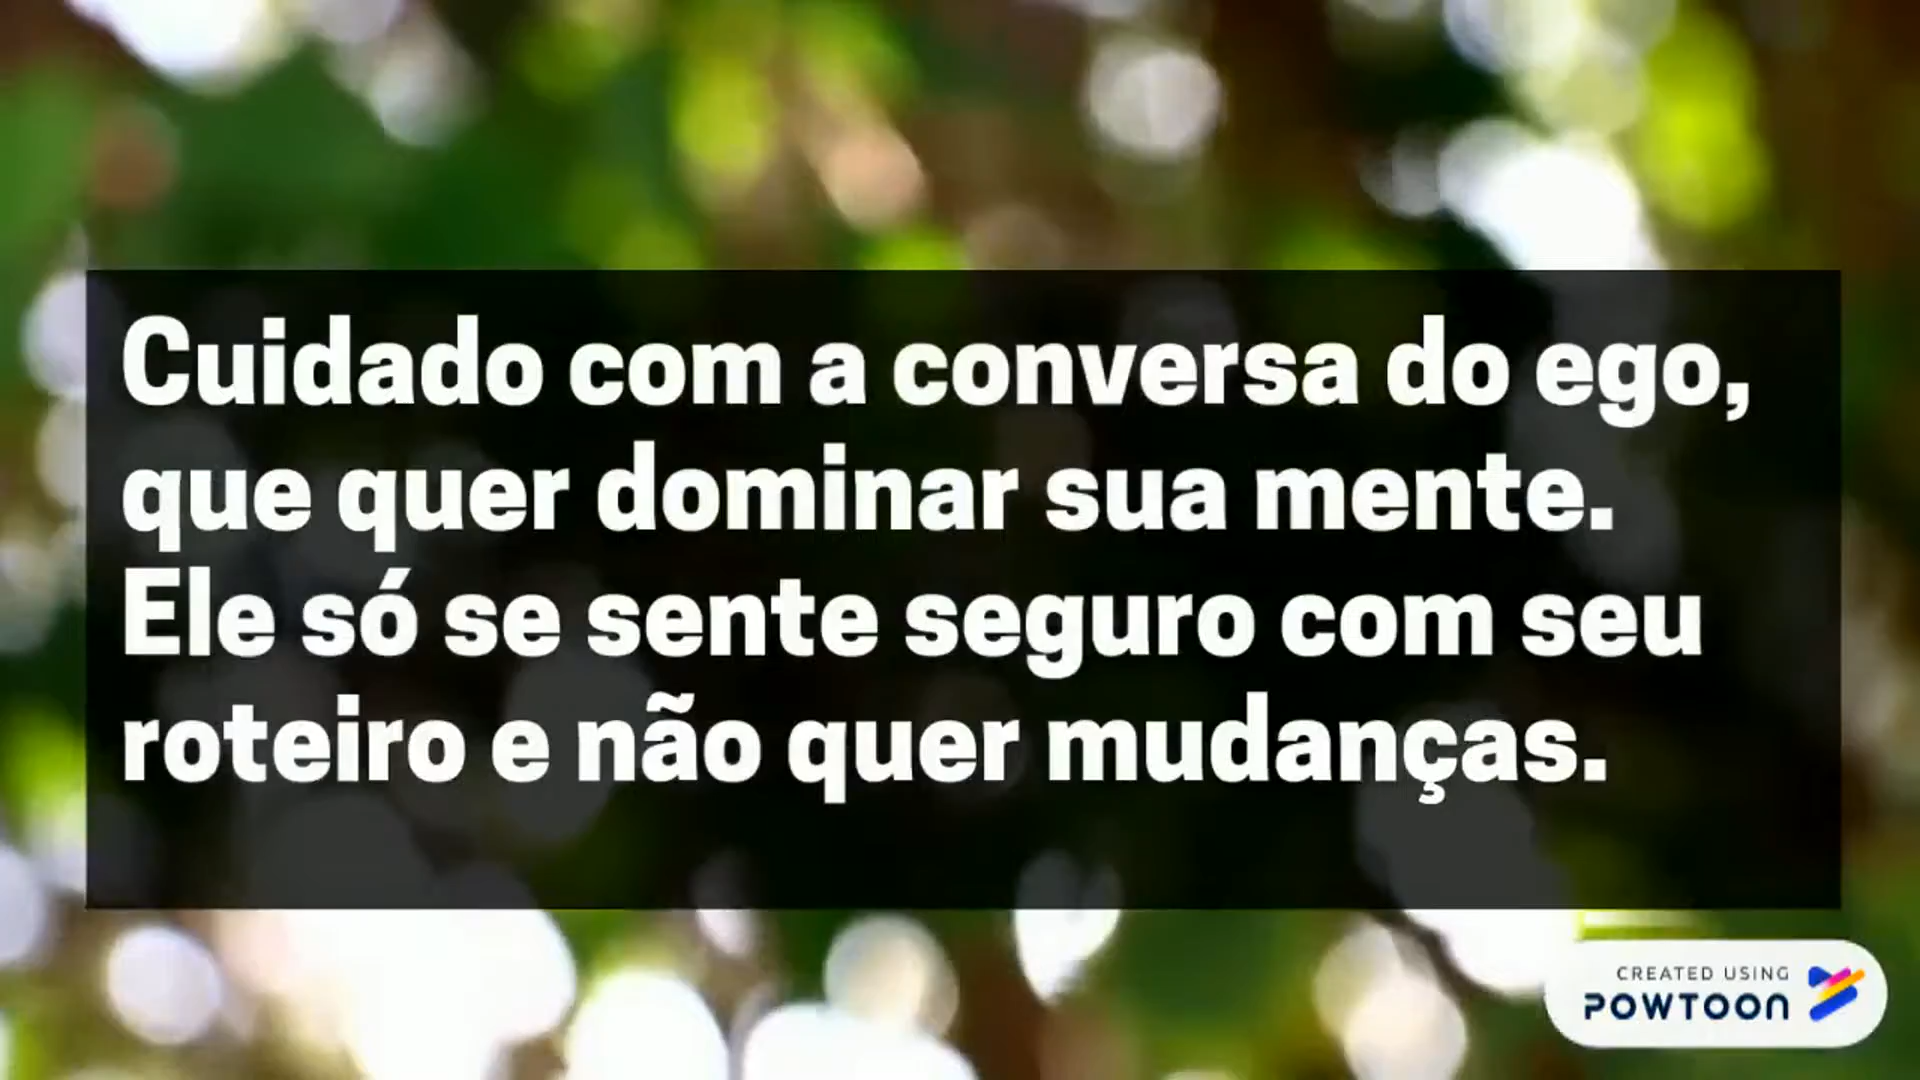 Cuidado com a conversa do ego,
que quer dominar sua mente.
Ele só se sente seguro com seu
roteiro e não quer mudanças.
CREATED USING
POWTOON